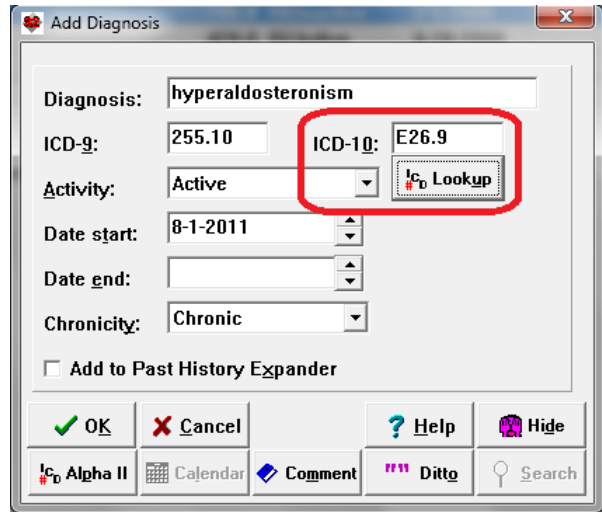 Add Diagnosis
Diagnosis: hyperaldosteronism
ICD-9: 255.10 ICD-10: E26.9
Activity: Active ICD# Lookup
Date start: 8-1-2011
Date end:
Chronicity: Chronic
Add to Past History Expander
OK Cancel ? Help Hide
ICD# Alpha II Calendar Comment "" Ditto Search